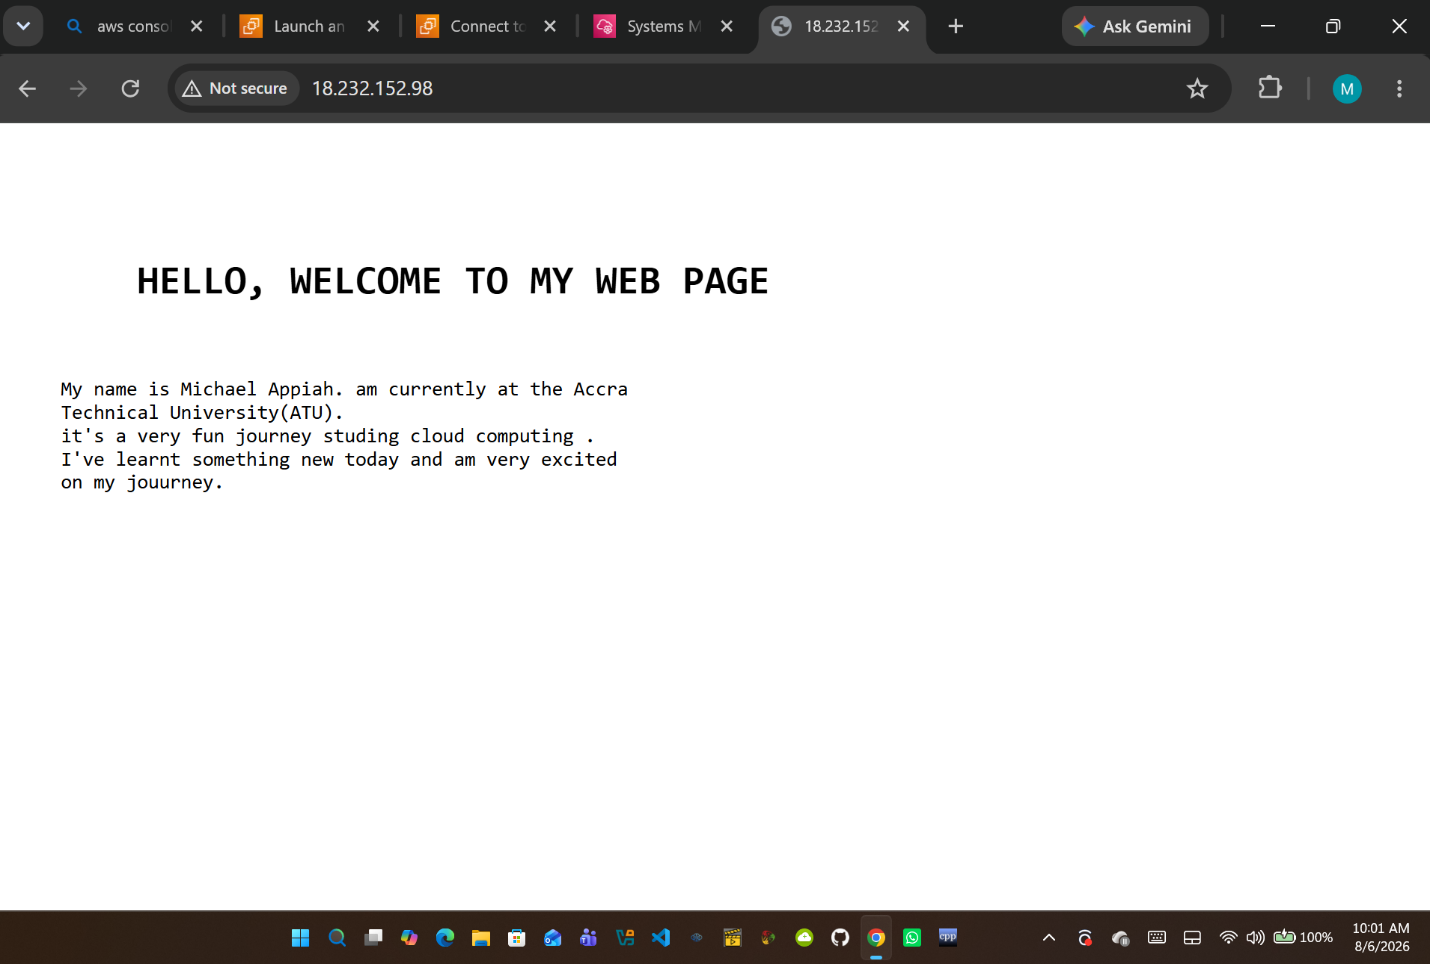 aws conso
Launch an
Connect to
Systems M
18.232.152
Ask Gemini
Not secure
18.232.152.98
M
HELLO, WELCOME TO MY WEB PAGE
My name is Michael Appiah. am currently at the Accra
Technical University(ATU).
it's a very fun journey studing cloud computing .
I've learnt something new today and am very excited
on my jouurney.
cpp
100%
10:01 AM
8/6/2026